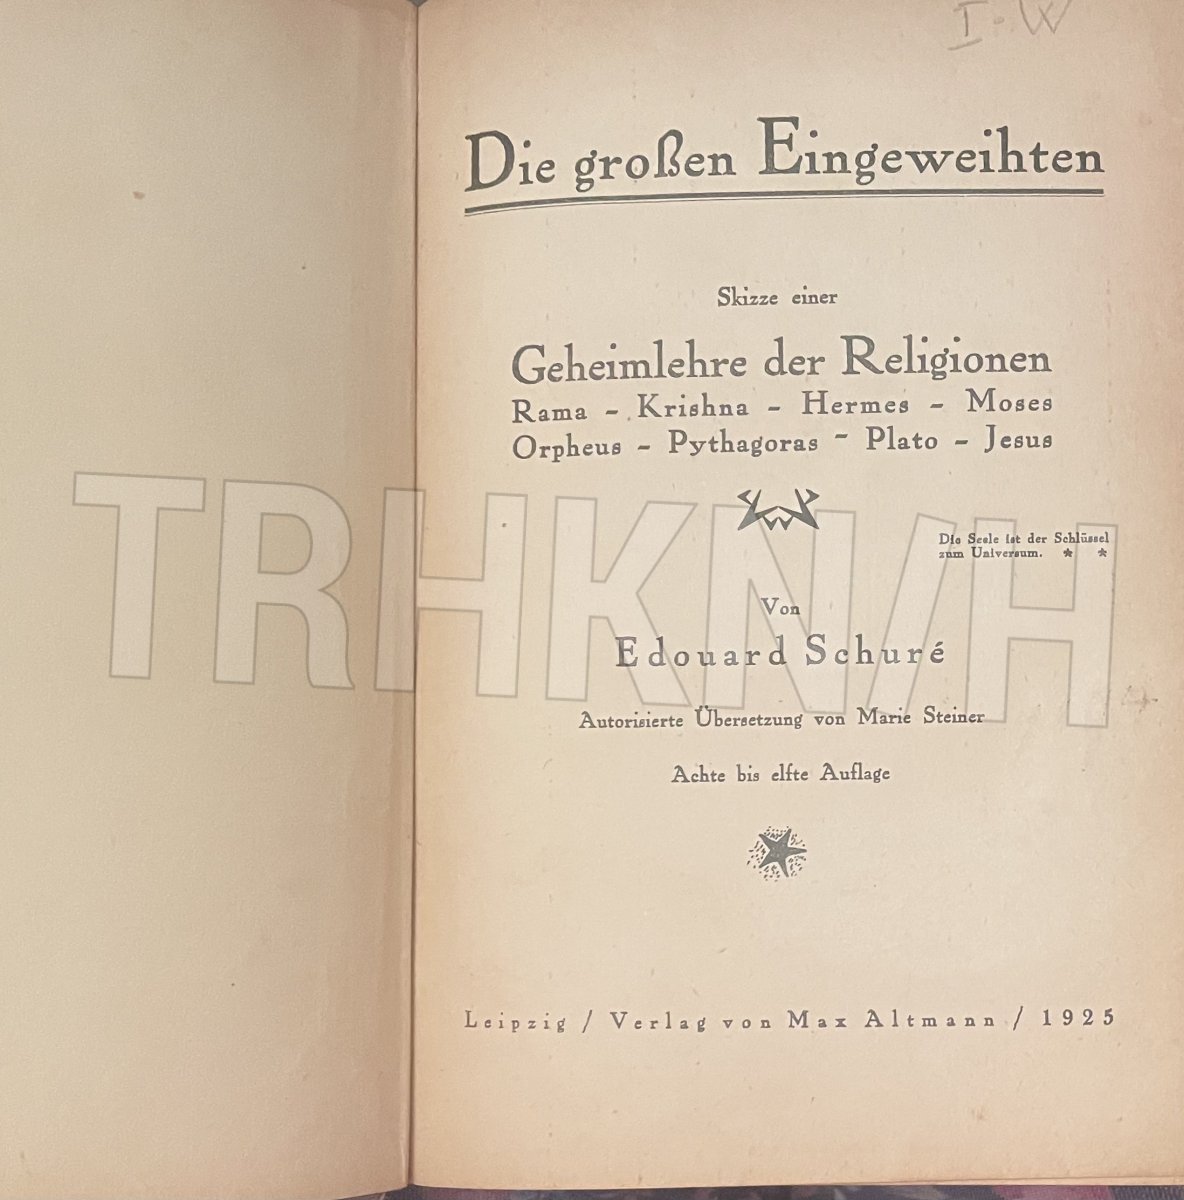 I. W
Die großen Eingeweihten
Skizze einer
Geheimlehre der Religionen
Rama - Krishna - Hermes - Moses
Orpheus - Pythagoras - Plato - Jesus
Die Seele ist der Schlüssel
zum Universum. * *
Von
Edouard Schuré
Autorisierte Übersetzung von Marie Steiner
Achte bis elfte Auflage
Leipzig / Verlag von Max Altmann / 1925
TRHKN/H